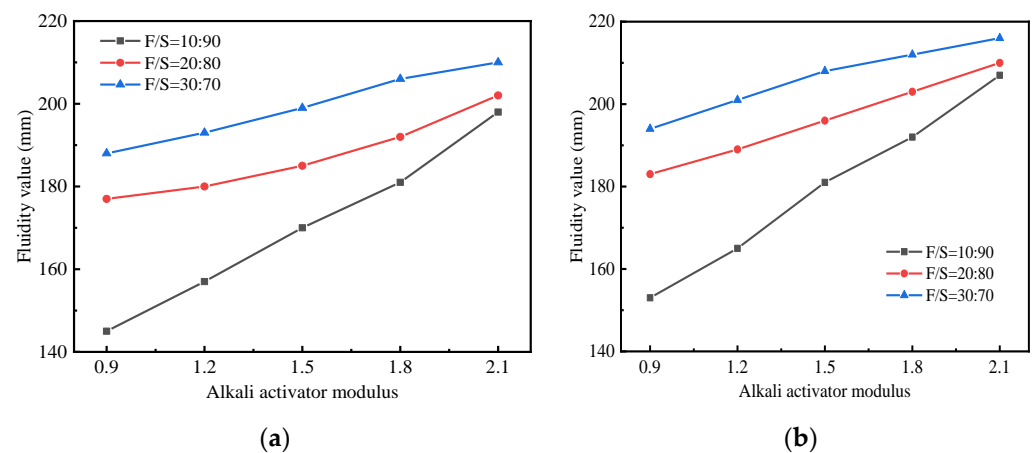 220
200
180
160
140
Fluidity value (mm)
F/S=10:90
F/S=20:80
F/S=30:70
0.9 1.2 1.5 1.8 2.1
Alkali activator modulus
(a)
220
200
180
160
140
Fluidity value (mm)
F/S=10:90
F/S=20:80
F/S=30:70
0.9 1.2 1.5 1.8 2.1
Alkali activator modulus
(b)